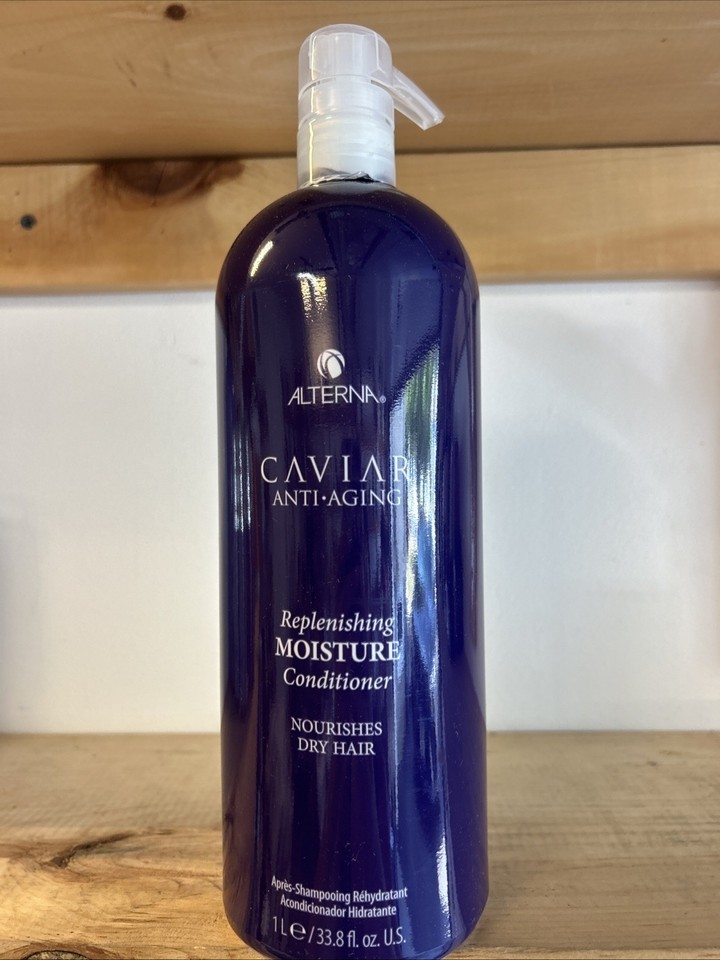 ALTERNA®
CAVIAR
ANTI•AGING
Replenishing
MOISTURE
Conditioner
NOURISHES
DRY HAIR
Après-Shampooing Réhydratant
Acondicionador Hidratante
1 L℮/33.8 fl. oz. U.S.